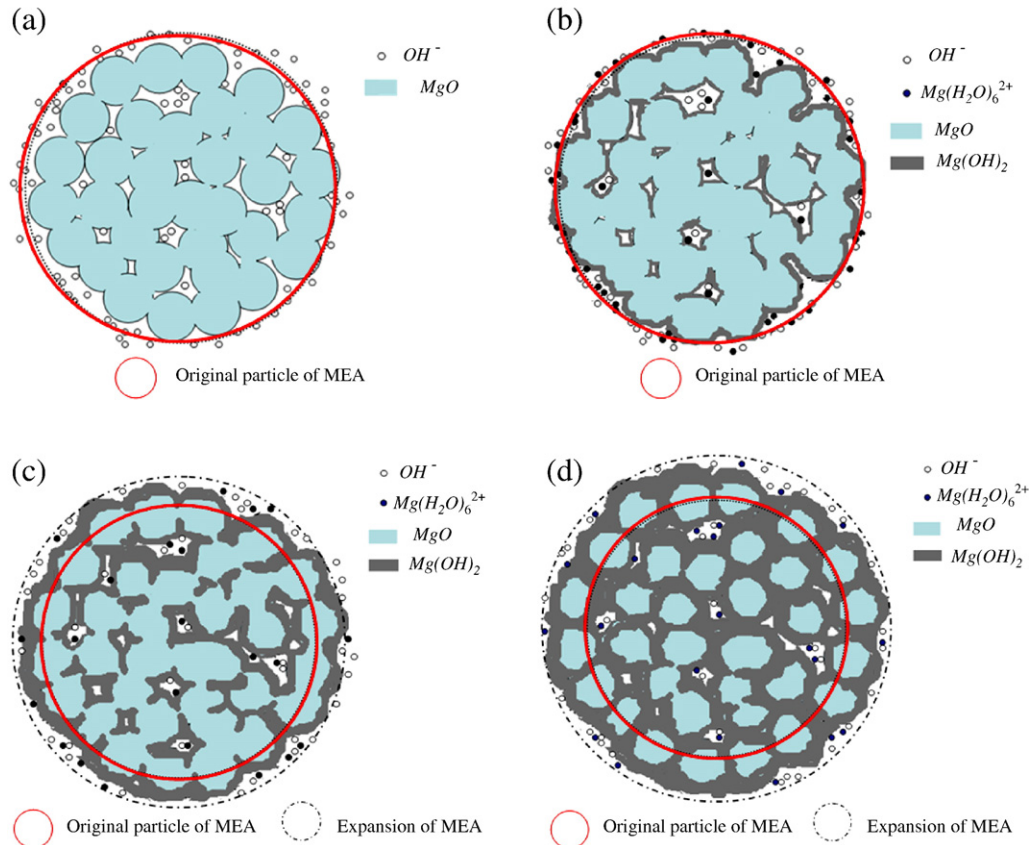 (a)
OH⁻
MgO
Original particle of MEA
(b)
OH⁻
Mg(H₂O)₆²⁺
MgO
Mg(OH)₂
Original particle of MEA
(c)
OH⁻
Mg(H₂O)₆²⁺
MgO
Mg(OH)₂
Original particle of MEA
Expansion of MEA
(d)
OH⁻
Mg(H₂O)₆²⁺
MgO
Mg(OH)₂
Original particle of MEA
Expansion of MEA